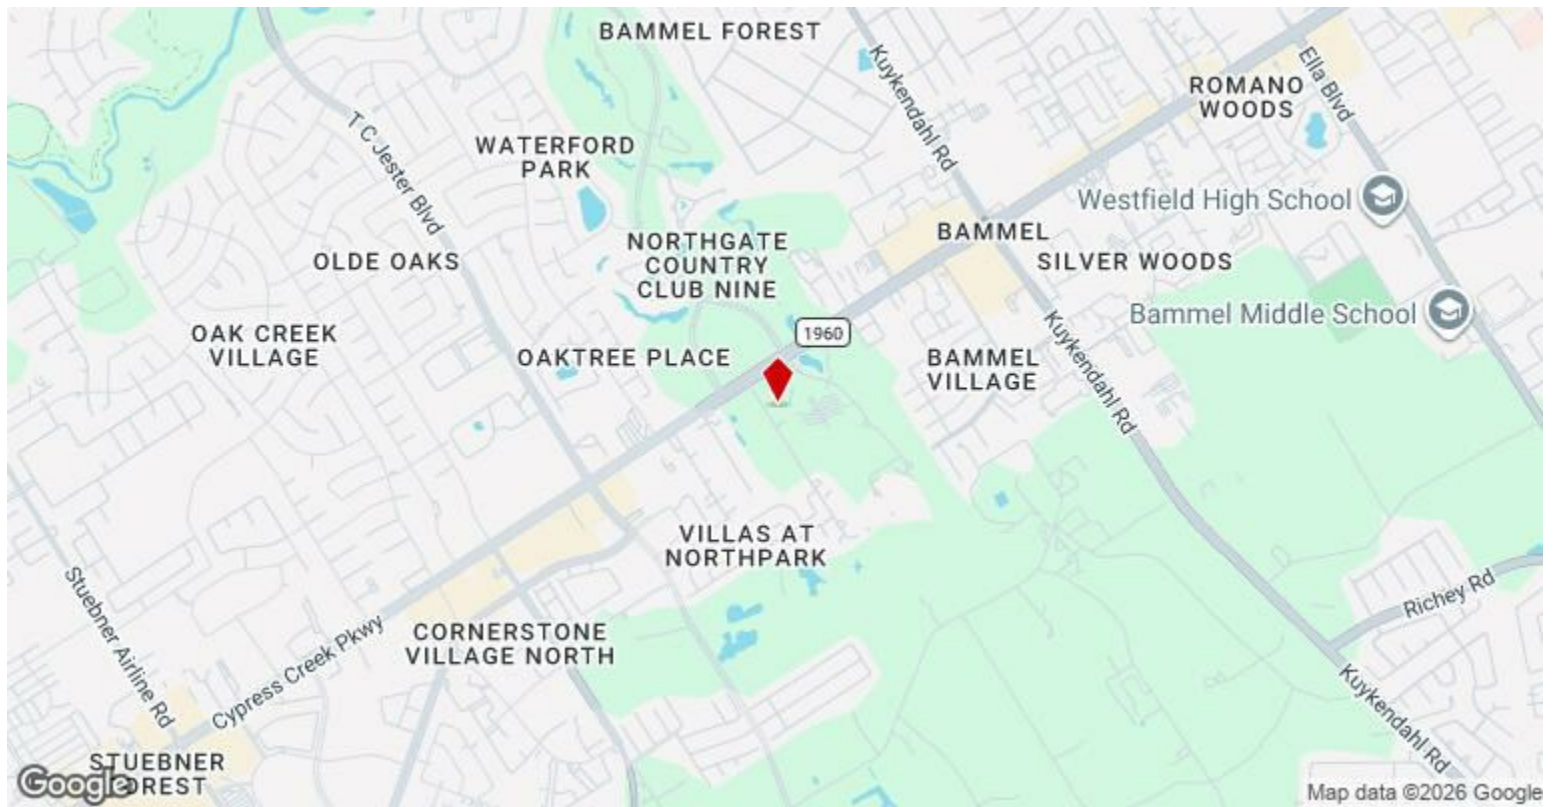 BAMMEL FOREST
Kuykendahl Rd
Ella Blvd
ROMANO
WOODS
T C Jester Blvd
WATERFORD
PARK
Westfield High School
NORTHGATE
COUNTRY
CLUB NINE
BAMMEL
OLDE OAKS
SILVER WOODS
Bammel Middle School
OAK CREEK
VILLAGE
1960
OAKTREE PLACE
BAMMEL
VILLAGE
Kuykendahl Rd
VILLAS AT
NORTHPARK
Stuebner Airline Rd
Richey Rd
CORNERSTONE
VILLAGE NORTH
Cypress Creek Pkwy
Kuykendahl Rd
STUEBNER
FOREST
Google
Map data ©2026 Google